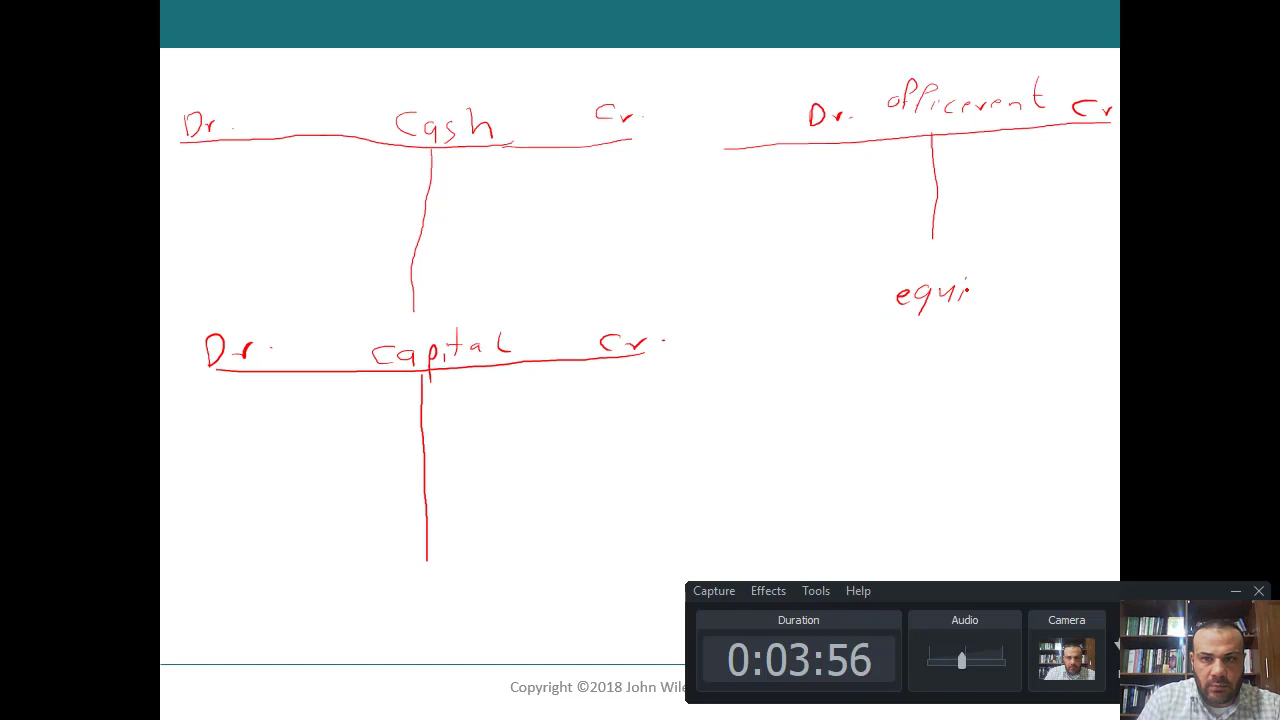 Dr. Cash Cr.
Dr. officerent Cr
equi
Dr. Capital Cr.
Capture Effects Tools Help
Duration Audio Camera
0:03:56
Copyright ©2018 John Wile